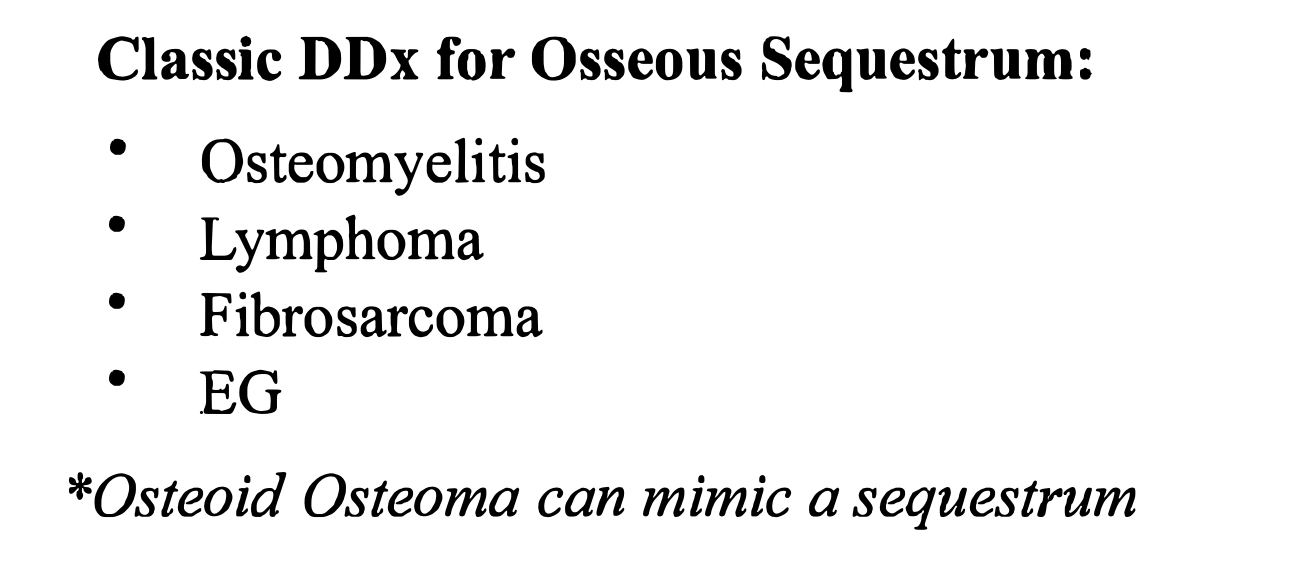 Classic DDx for Osseous Sequestrum:
• Osteomyelitis
• Lymphoma
• Fibrosarcoma
• EG
*Osteoid Osteoma can mimic a sequestrum